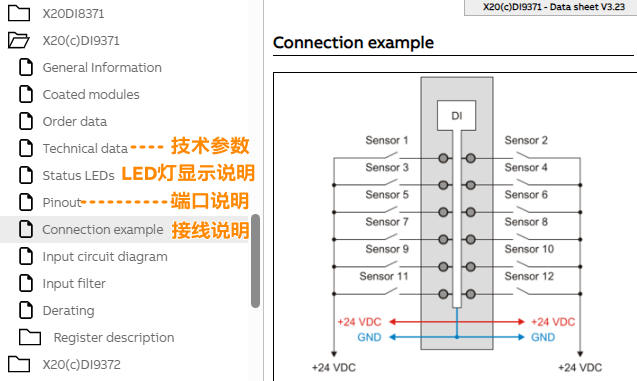 X20DI8371
X20(c)DI9371
General Information
Coated modules
Order data
Technical data 技术参数
Status LEDs LED灯显示说明
Pinout 端口说明
Connection example 接线说明
Input circuit diagram
Input filter
Derating
Register description
X20(c)DI9372
X20(c)DI9371 - Data sheet V3.23
Connection example
DI
Sensor 1 Sensor 2
Sensor 3 Sensor 4
Sensor 5 Sensor 6
Sensor 7 Sensor 8
Sensor 9 Sensor 10
Sensor 11 Sensor 12
+24 VDC +24 VDC
GND GND
+24 VDC +24 VDC